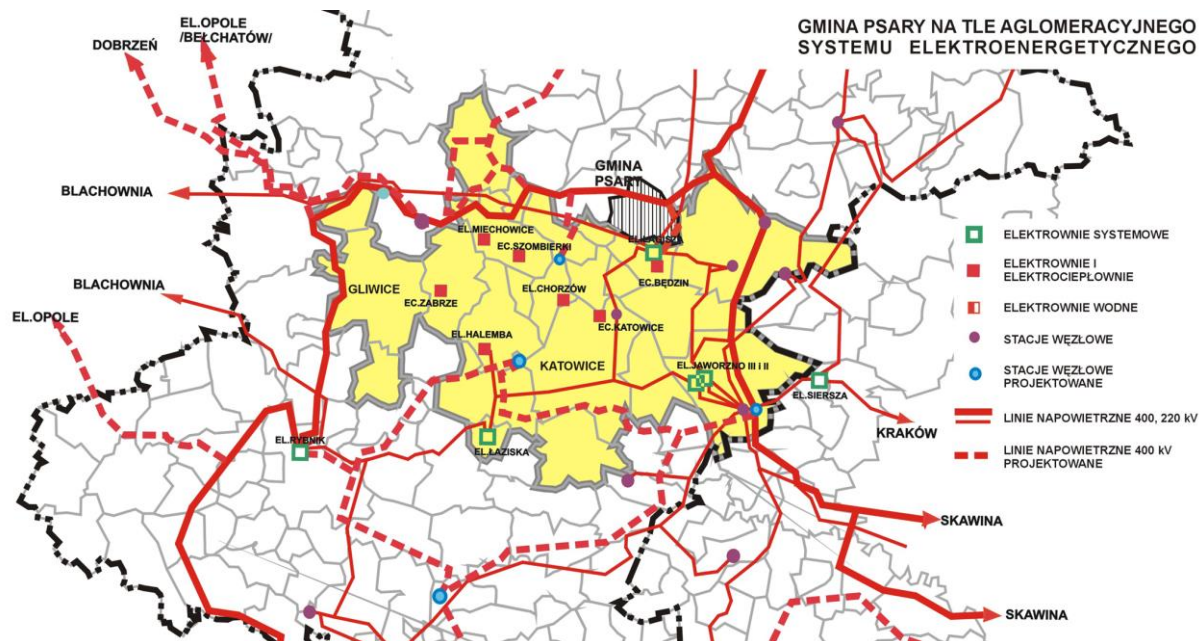 EL.OPOLE
/BEŁCHATÓW/
DOBRZEŃ
GMINA PSARY NA TLE AGLOMERACYJNEGO
SYSTEMU ELEKTROENERGETYCZNEGO
GMINA
PSARY
BLACHOWNIA
EL.MIECHOWICE
EC.SZOMBIERKI
EL.ŁAGISZA
EC.BĘDZIN
BLACHOWNIA
GLIWICE
EC.ZABRZE
EL.CHORZÓW
EC.KATOWICE
EL.OPOLE
EL.HALEMBA
KATOWICE
EL.JAWORZNO III i II
EL.SIERSZA
KRAKÓW
EL.RYBNIK
EL.ŁAZISKA
SKAWINA
SKAWINA
ELEKTROWNIE SYSTEMOWE
ELEKTROWNIE I
ELEKTROCIEPŁOWNIE
ELEKTROWNIE WODNE
STACJE WĘZŁOWE
STACJE WĘZŁOWE
PROJEKTOWANE
LINIE NAPOWIETRZNE 400, 220 kV
LINIE NAPOWIETRZNE 400 kV
PROJEKTOWANE